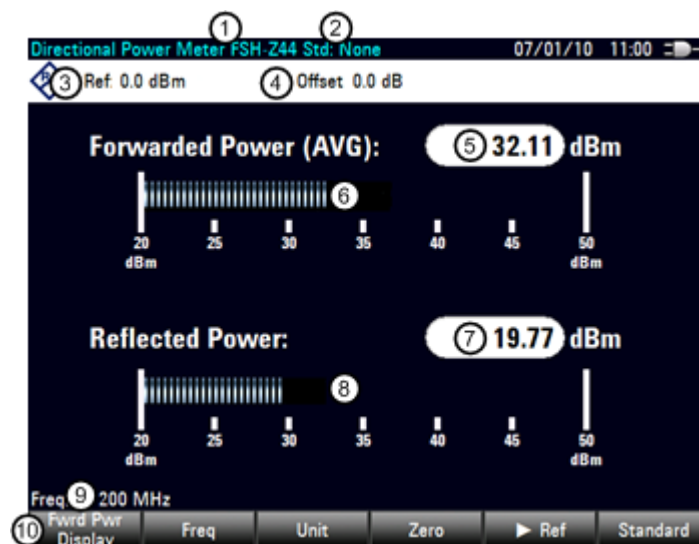 1 2
Directional Power Meter FSH-Z44 Std: None 07/01/10 11:00
R 3 Ref: 0.0 dBm 4 Offset 0.0 dB
Forwarded Power (AVG): 5 32.11 dBm
6
20 25 30 35 40 45 50
dBm dBm
Reflected Power: 7 19.77 dBm
8
20 25 30 35 40 45 50
dBm dBm
Freq 9 200 MHz
10 Fwrd Pwr Display Freq Unit Zero ► Ref Standard